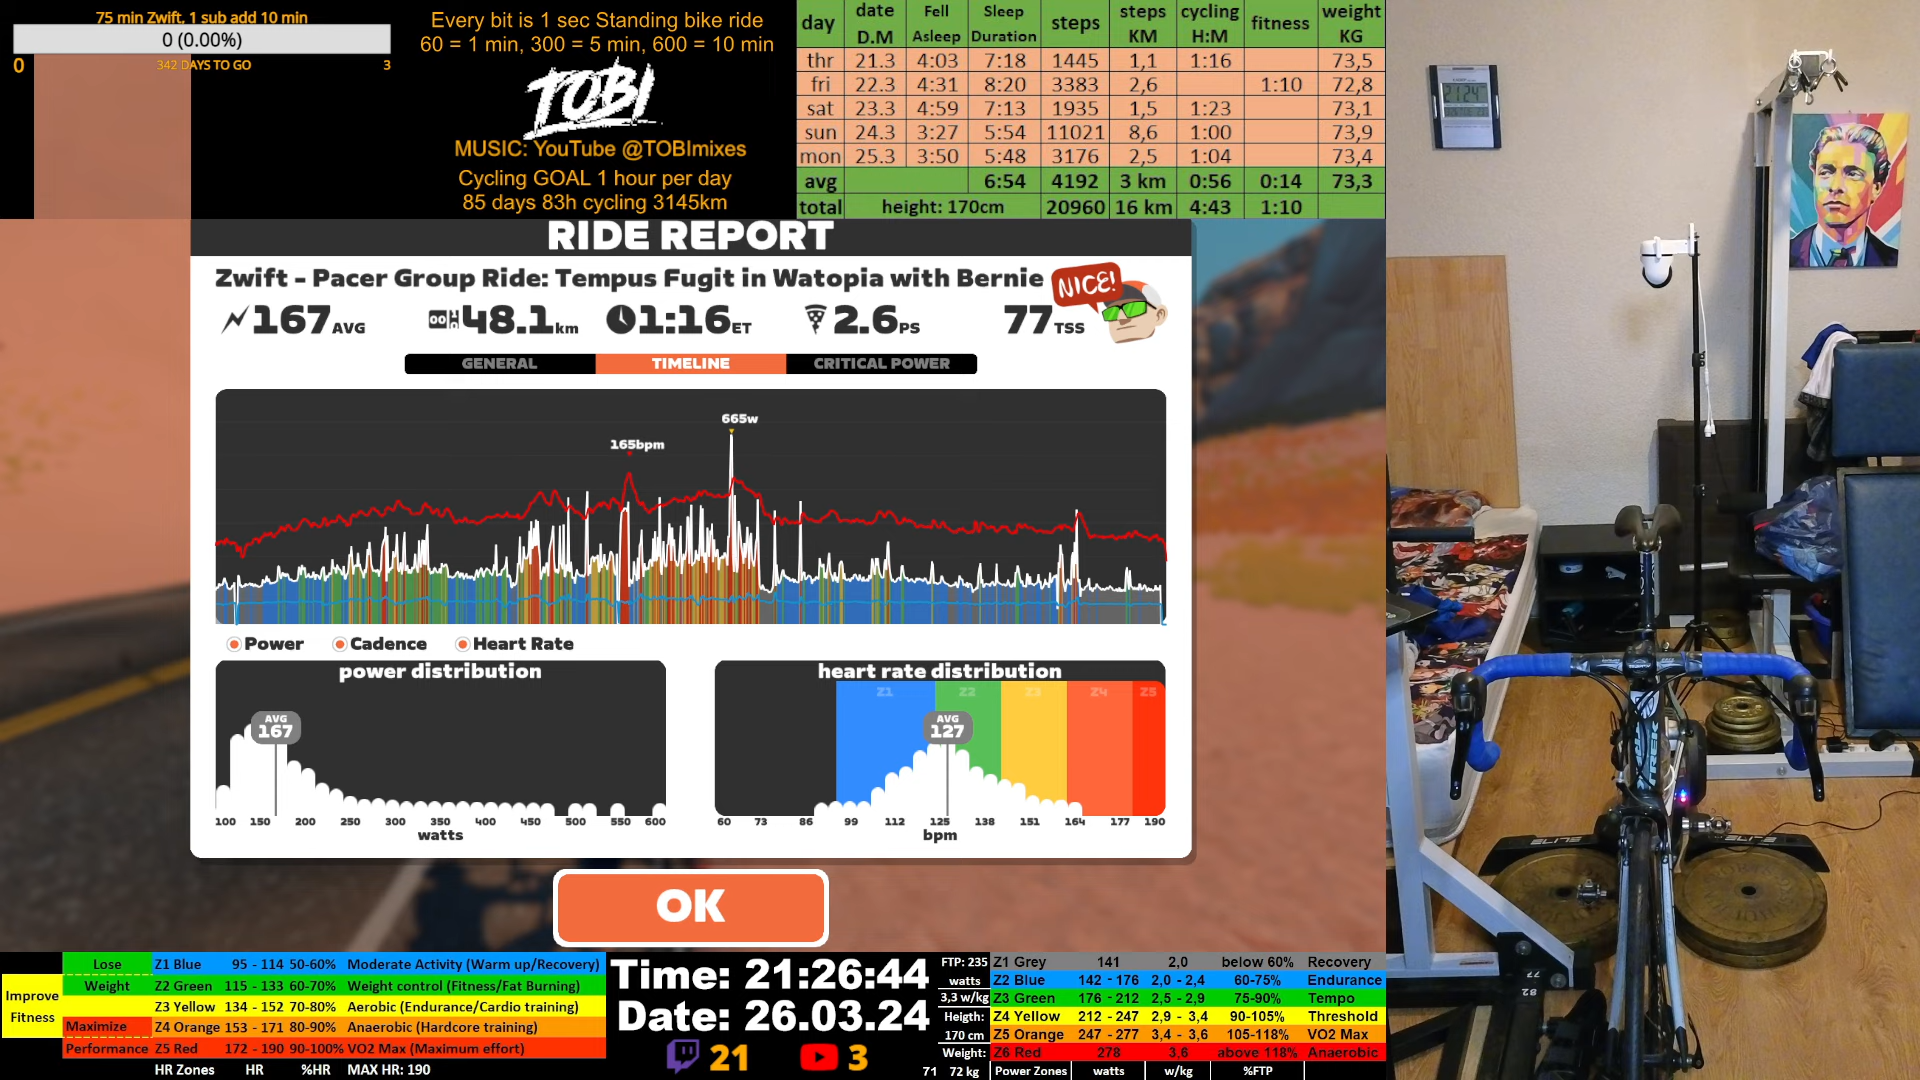 75 min Zwift, 1 sub add 10 min
0 (0.00%)
0 342 DAYS TO GO 3
Every bit is 1 sec Standing bike ride
60 = 1 min, 300 = 5 min, 600 = 10 min
TOBI
MUSIC: YouTube @TOBImixes
Cycling GOAL 1 hour per day
85 days 83h cycling 3145km
day date D.M Fell Asleep Sleep Duration steps steps KM cycling H:M fitness weight KG
thr 21.3 4:03 7:18 1445 1,1 1:16 73,5
fri 22.3 4:31 8:20 3383 2,6 1:10 72,8
sat 23.3 4:59 7:13 1935 1,5 1:23 73,1
sun 24.3 3:27 5:54 11021 8,6 1:00 73,9
mon 25.3 3:50 5:48 3176 2,5 1:04 73,4
avg 6:54 4192 3 km 0:56 0:14 73,3
total height: 170cm 20960 16 km 4:43 1:10
RIDE REPORT
Zwift - Pacer Group Ride: Tempus Fugit in Watopia with Bernie
NICE!
167AVG 48.1km 1:16ET 2.6PS 77TSS
GENERAL TIMELINE CRITICAL POWER
665w
165bpm
Power Cadence Heart Rate
power distribution
AVG
167
100 150 200 250 300 350 400 450 500 550 600
watts
heart rate distribution
Z1 Z2 Z3 Z4 Z5
AVG
127
60 73 86 99 112 125 138 151 164 177 190
bpm
OK
Lose Weight
Improve Fitness
Maximize Performance
Z1 Blue 95 - 114 50-60% Moderate Activity (Warm up/Recovery)
Z2 Green 115 - 133 60-70% Weight control (Fitness/Fat Burning)
Z3 Yellow 134 - 152 70-80% Aerobic (Endurance/Cardio training)
Z4 Orange 153 - 171 80-90% Anaerobic (Hardcore training)
Z5 Red 172 - 190 90-100% VO2 Max (Maximum effort)
HR Zones HR %HR MAX HR: 190
Time: 21:26:44
Date: 26.03.24
21 3
FTP: 235
watts
3,3 w/kg
Heigth:
170 cm
Weight:
71 72 kg
Z1 Grey 141 2,0 below 60% Recovery
Z2 Blue 142 - 176 2,0 - 2,4 60-75% Endurance
Z3 Green 176 - 212 2,5 - 2,9 75-90% Tempo
Z4 Yellow 212 - 247 2,9 - 3,4 90-105% Threshold
Z5 Orange 247 - 277 3,4 - 3,6 105-118% VO2 Max
Z6 Red 278 3,6 above 118% Anaerobic
Power Zones watts w/kg %FTP
TREK
ELITE
ELITE
82